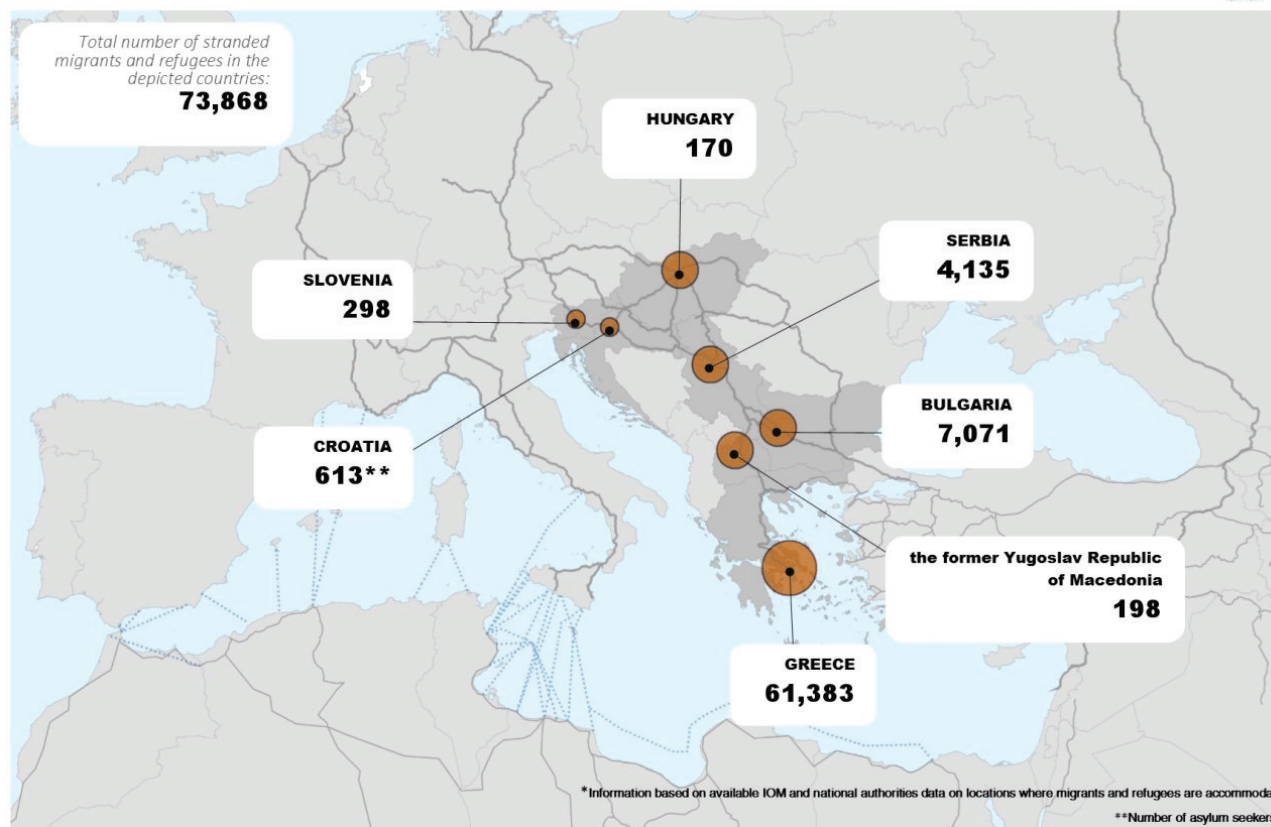 Total number of stranded
migrants and refugees in the
depicted countries:
73,868
HUNGARY
170
SERBIA
4,135
SLOVENIA
298
BULGARIA
7,071
CROATIA
613**
the former Yugoslav Republic
of Macedonia
198
GREECE
61,383
*Information based on available IOM and national authorities data on locations where migrants and refugees are
**Number of asylum